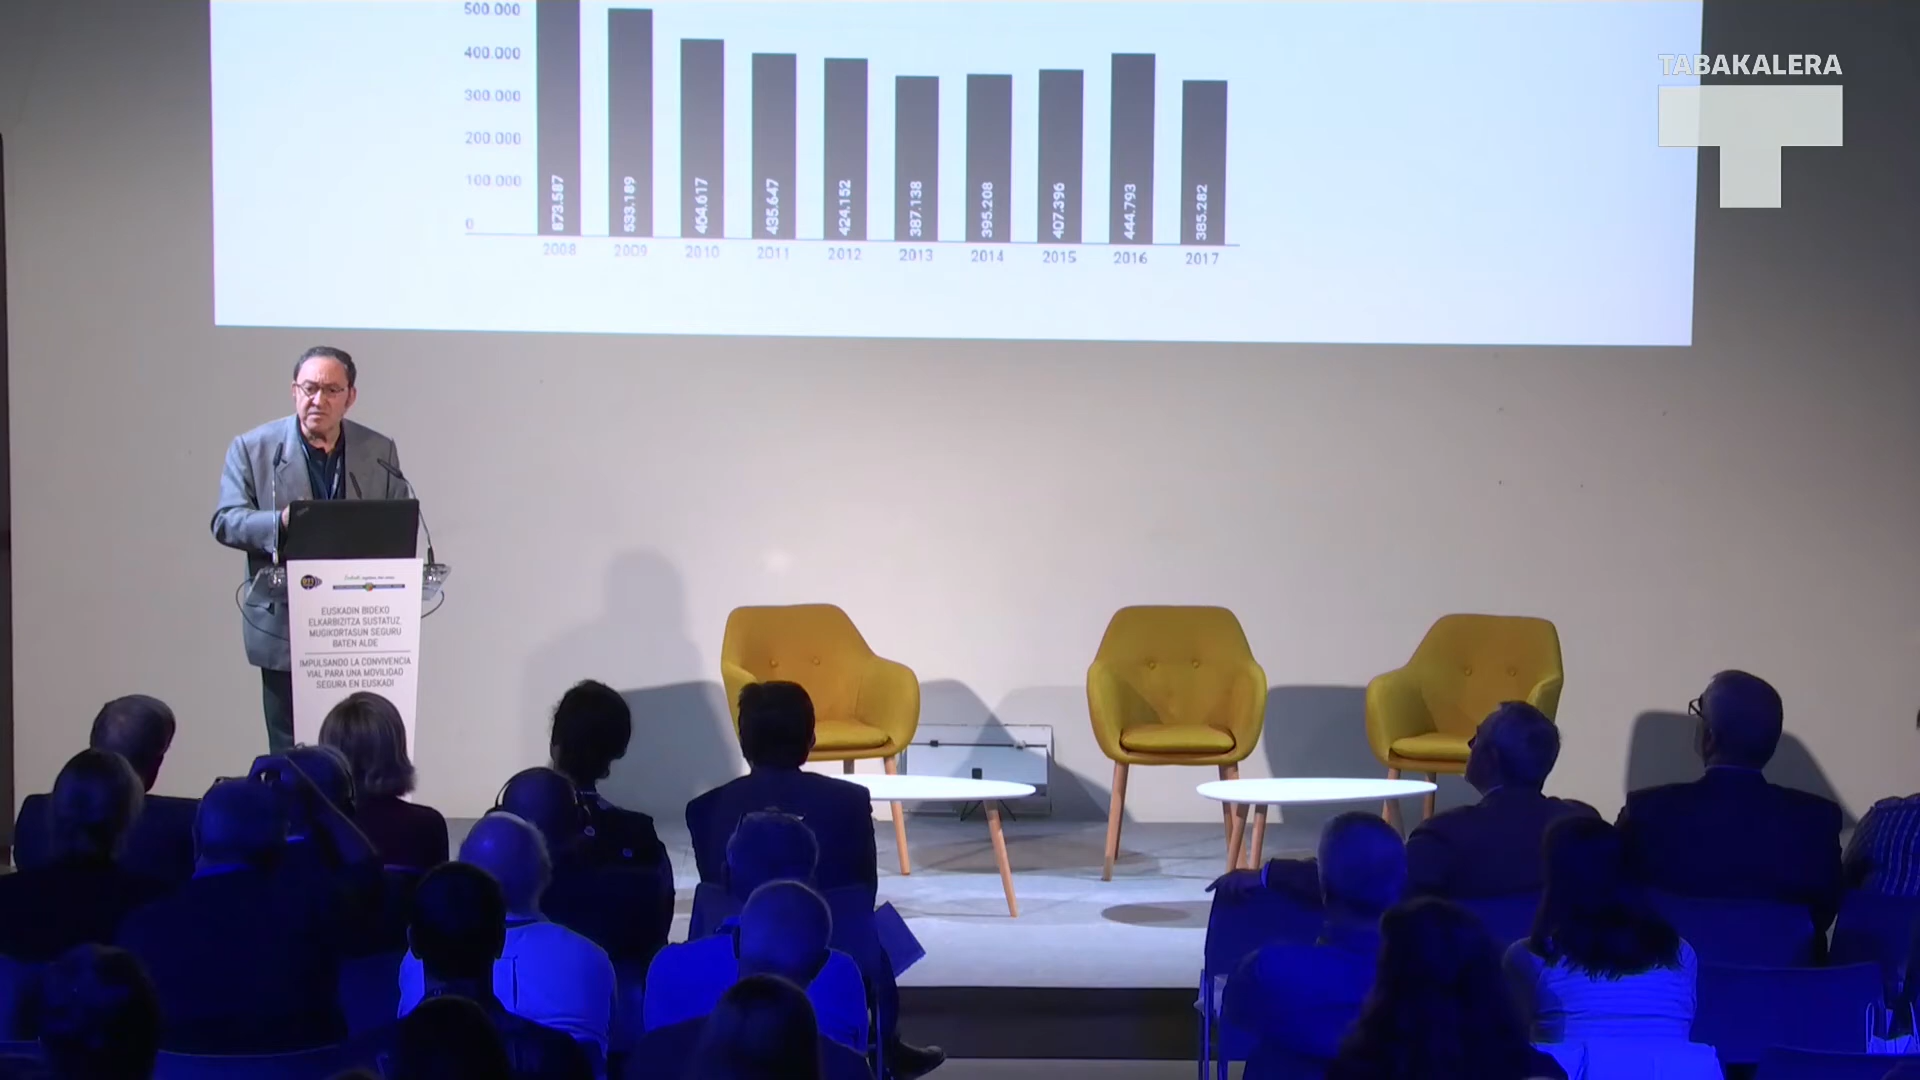 500.000
400.000
300.000
200.000
100.000
0
873.587
533.189
464.617
435.647
424.152
387.138
395.208
407.396
444.793
385.282
2008 2009 2010 2011 2012 2013 2014 2015 2016 2017
TABAKALERA
EUSKADIN BIDEKO
ELKARBIZITZA SUSTATUZ,
MUGIKORTASUN SEGURU
BATEN ALDE
IMPULSANDO LA CONVIVENCIA
VIAL PARA UNA MOVILIDAD
SEGURA EN EUSKADI